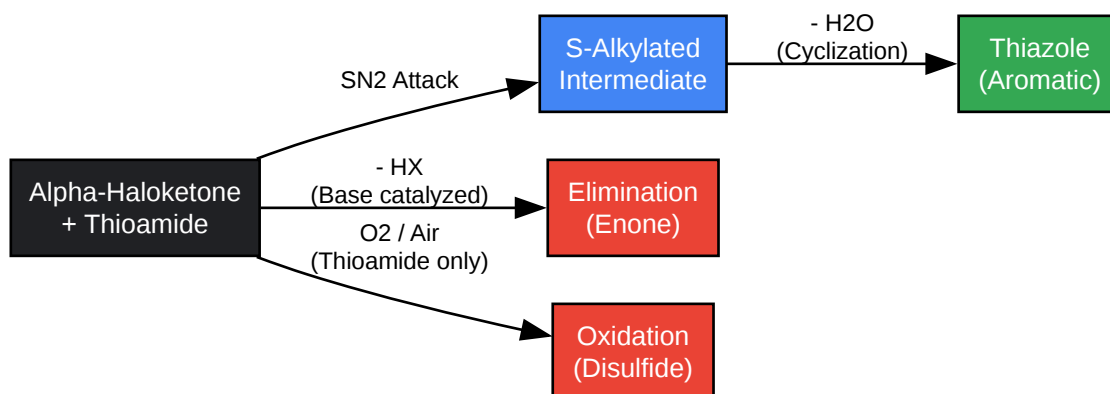 Alpha-Haloketone
+ Thioamide
SN2 Attack
S-Alkylated
Intermediate
- H2O
(Cyclization)
Thiazole
(Aromatic)
- HX
(Base catalyzed)
Elimination
(Enone)
O2 / Air
(Thioamide only)
Oxidation
(Disulfide)